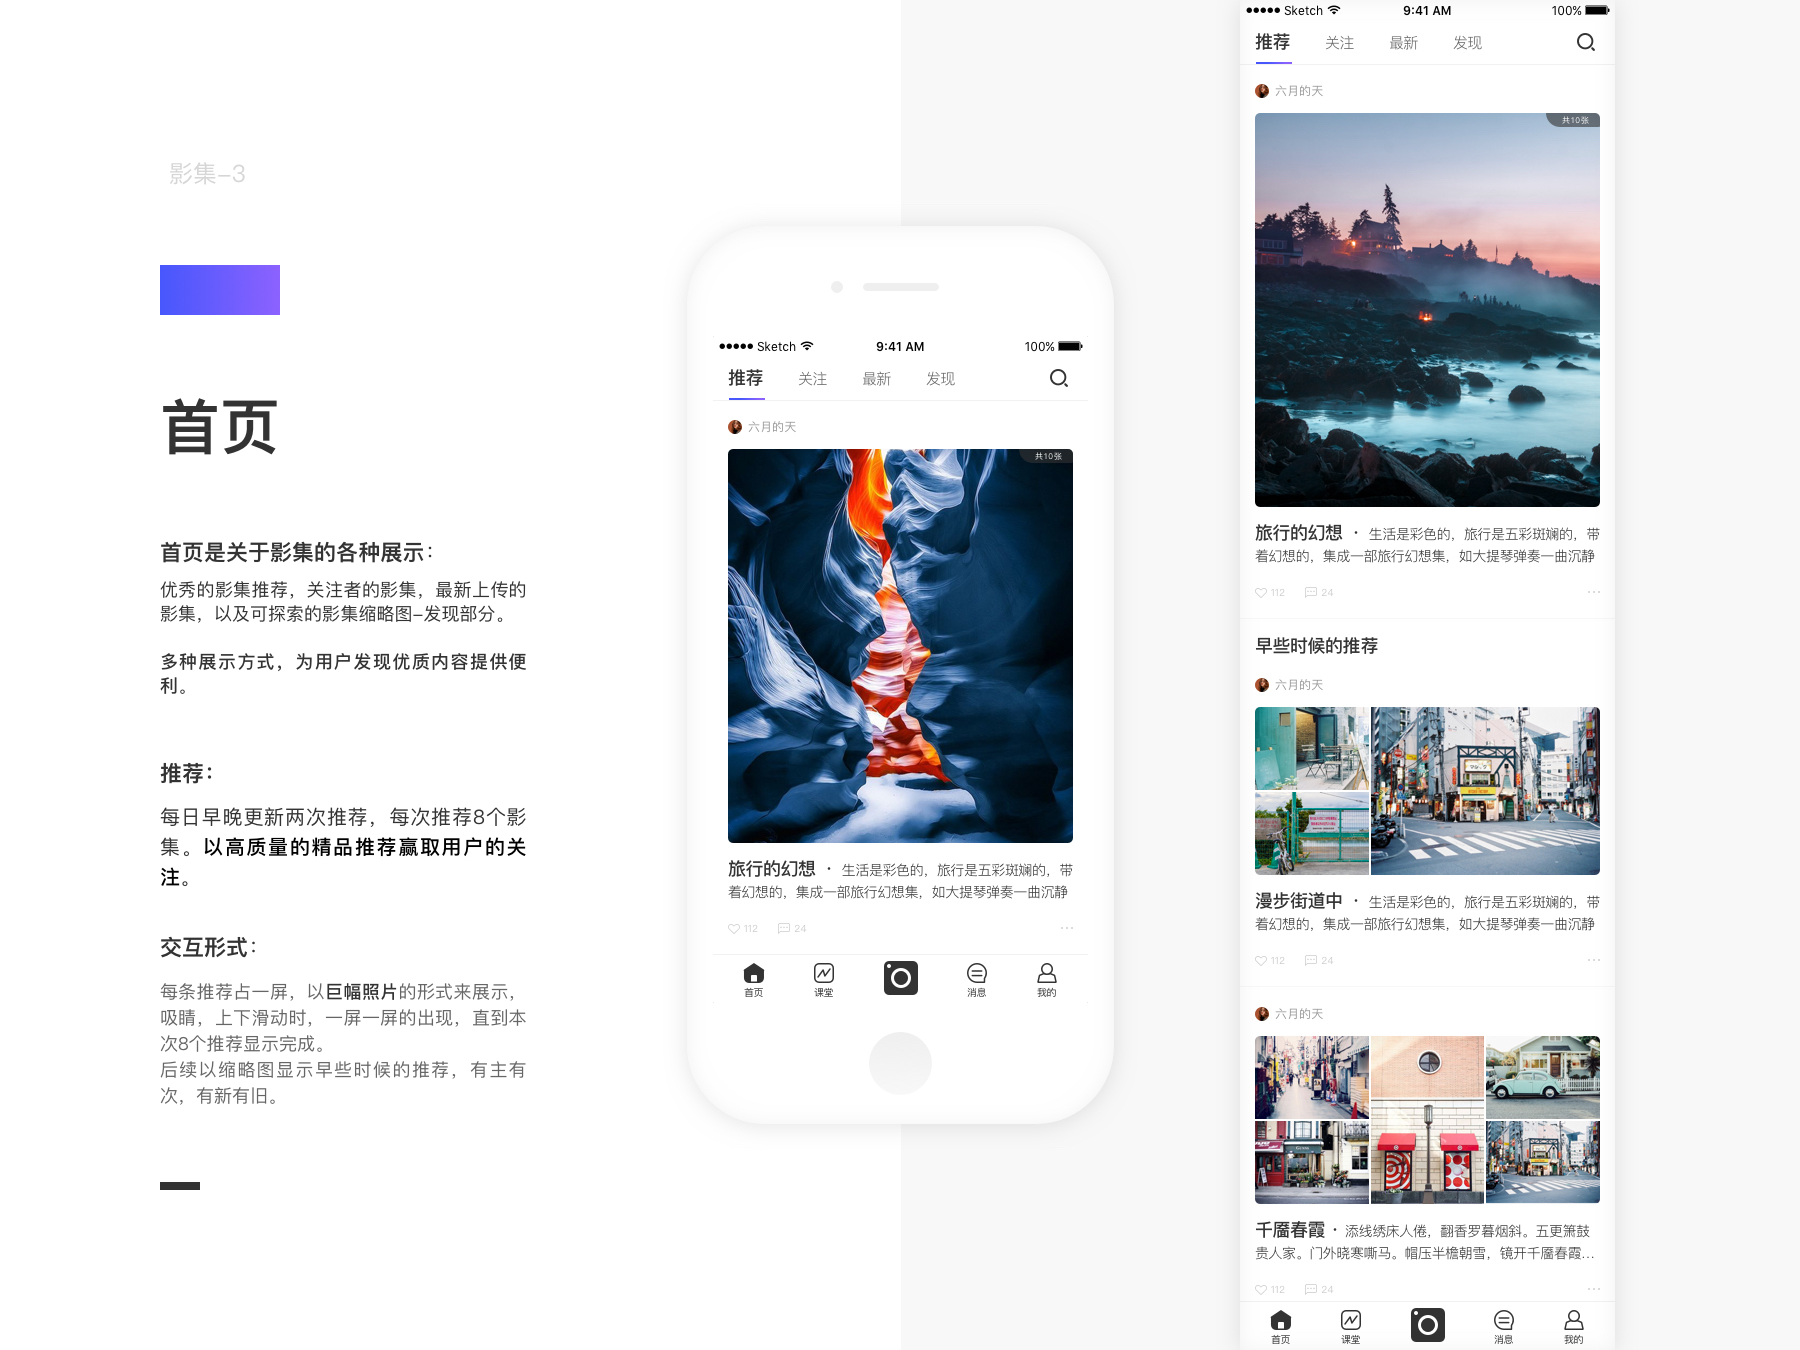 影集-3
首页
首页是关于影集的各种展示：
优秀的影集推荐，关注者的影集，最新上传的
影集，以及可探索的影集缩略图-发现部分。
多种展示方式，为用户发现优质内容提供便
利。
推荐：
每日早晚更新两次推荐，每次推荐8个影
集。以高质量的精品推荐赢取用户的关
注。
交互形式：
每条推荐占一屏，以巨幅照片的形式来展示，
吸睛，上下滑动时，一屏一屏的出现，直到本
次8个推荐显示完成。
后续以缩略图显示早些时候的推荐，有主有
次，有新有旧。
Sketch 9:41 AM 100%
推荐 关注 最新 发现
六月的天
共10张
旅行的幻想 · 生活是彩色的，旅行是五彩斑斓的，带
着幻想的，集成一部旅行幻想集，如大提琴弹奏一曲沉静
112 24
首页 课堂 消息 我的
Sketch 9:41 AM 100%
推荐 关注 最新 发现
六月的天
共10张
旅行的幻想 · 生活是彩色的，旅行是五彩斑斓的，带
着幻想的，集成一部旅行幻想集，如大提琴弹奏一曲沉静
112 24
早些时候的推荐
六月的天
漫步街道中 · 生活是彩色的，旅行是五彩斑斓的，带
着幻想的，集成一部旅行幻想集，如大提琴弹奏一曲沉静
112 24
六月的天
千靥春霞 · 添线绣床人倦，翻香罗暮烟斜。五更箫鼓
贵人家。门外晓寒嘶马。帽压半檐朝雪，镜开千靥春霞...
112 24
首页 课堂 消息 我的